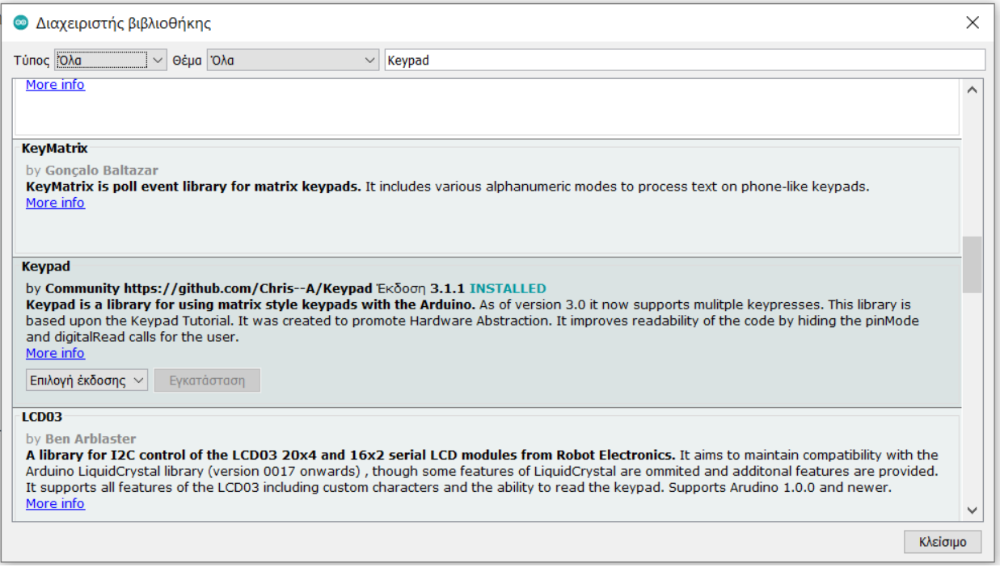 Διαχειριστής βιβλιοθήκης
Τύπος Όλα Θέμα Όλα Keypad
More info
KeyMatrix
by Gonçalo Baltazar
KeyMatrix is poll event library for matrix keypads. It includes various alphanumeric modes to process text on phone-like keypads.
More info
Keypad
by Community https://github.com/Chris--A/Keypad Έκδοση 3.1.1 INSTALLED
Keypad is a library for using matrix style keypads with the Arduino. As of version 3.0 it now supports mulitple keypresses. This library is
based upon the Keypad Tutorial. It was created to promote Hardware Abstraction. It improves readability of the code by hiding the pinMode
and digitalRead calls for the user.
More info
Επιλογή έκδοσης Εγκατάσταση
LCD03
by Ben Arblaster
A library for I2C control of the LCD03 20x4 and 16x2 serial LCD modules from Robot Electronics. It aims to maintain compatibility with the
Arduino LiquidCrystal library (version 0017 onwards) , though some features of LiquidCrystal are ommited and additonal features are provided.
It supports all features of the LCD03 including custom characters and the ability to read the keypad. Supports Arudino 1.0.0 and newer.
More info
Κλείσιμο